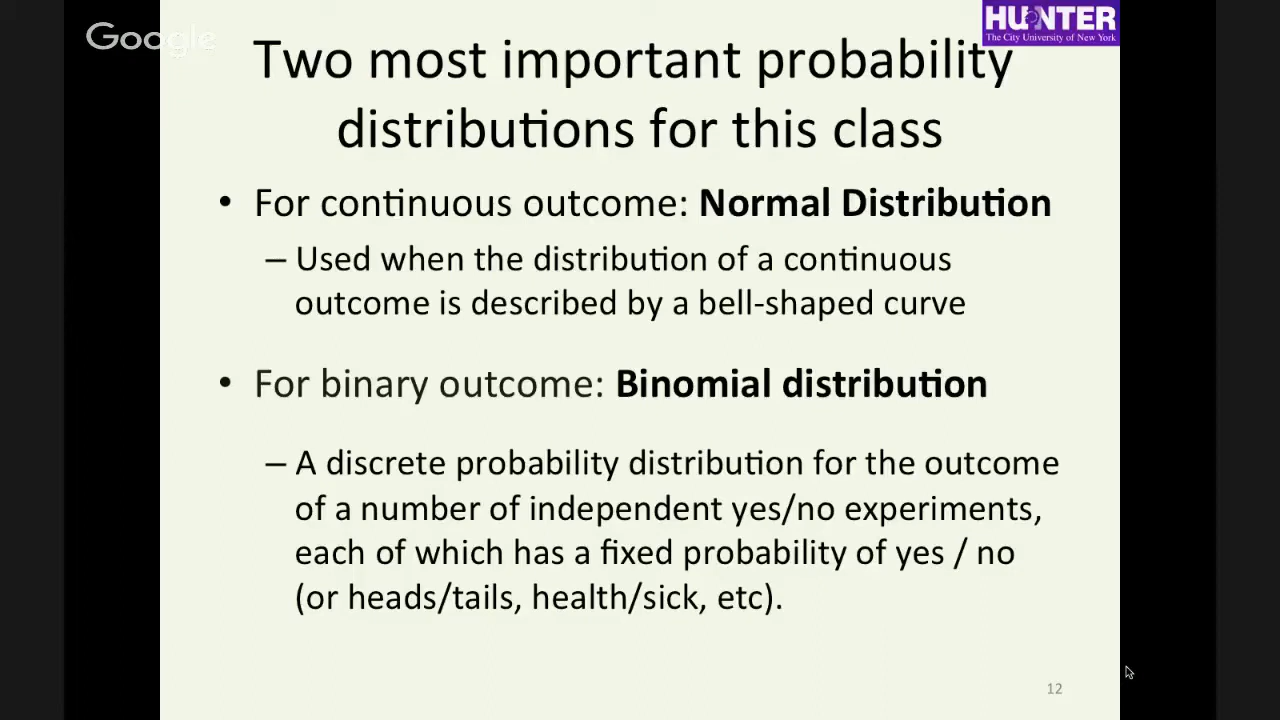 Google
HUNTER
The City University of New York
Two most important probability
distributions for this class
• For continuous outcome: Normal Distribution
– Used when the distribution of a continuous
outcome is described by a bell-shaped curve
• For binary outcome: Binomial distribution
– A discrete probability distribution for the outcome
of a number of independent yes/no experiments,
each of which has a fixed probability of yes / no
(or heads/tails, health/sick, etc).
12